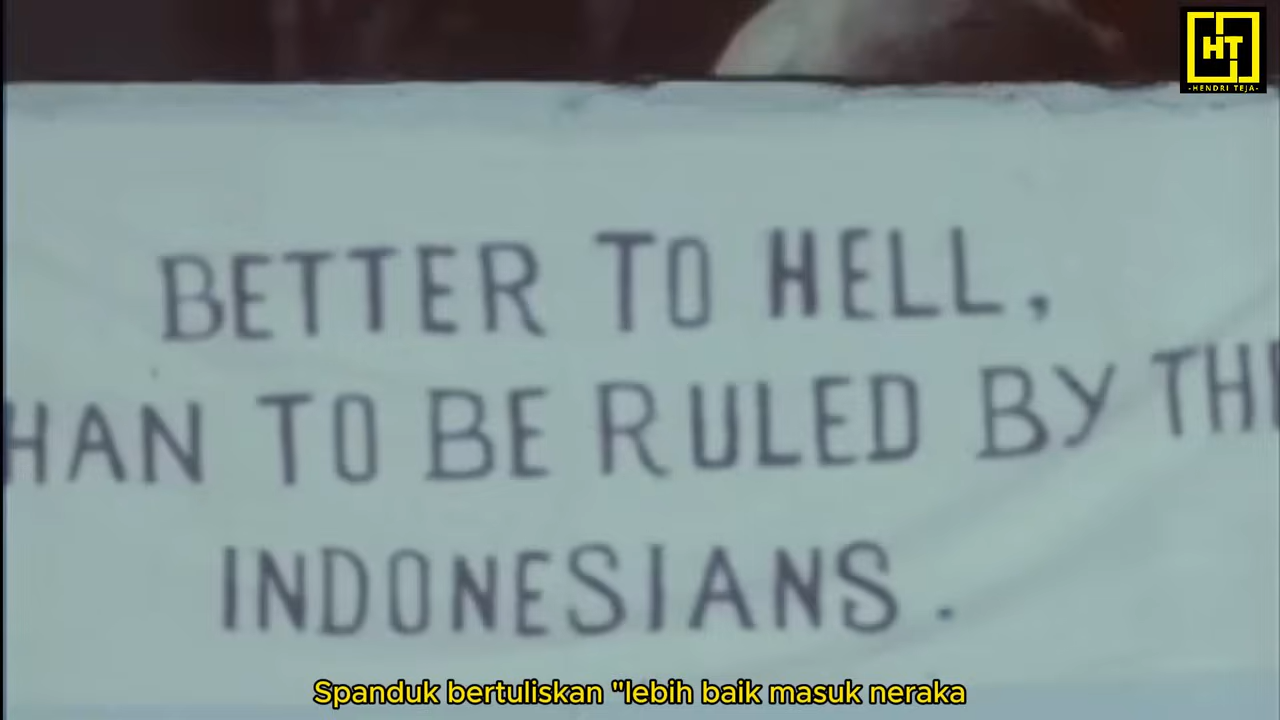 HT
-HENDRI TEJA-
BETTER TO HELL,
HAN TO BE RULED BY TH
INDONESIANS.
Spanduk bertuliskan "lebih baik masuk neraka